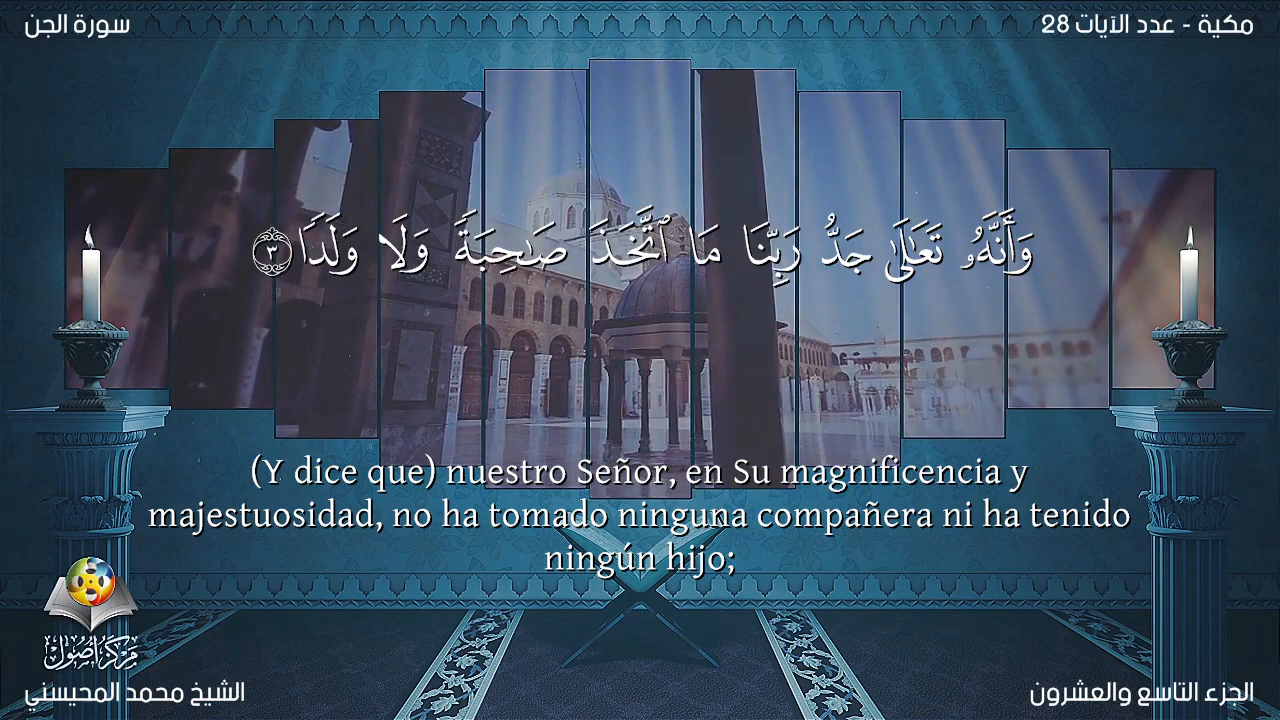 سورة الجن
مكية - عدد الآيات 28
وَأَنَّهُۥ تَعَٰلَىٰ جَدُّ رَبِّنَا مَا ٱتَّخَذَ صَٰحِبَةً وَلَا وَلَدًا ٣
(Y dice que) nuestro Señor, en Su magnificencia y
majestuosidad, no ha tomado ninguna compañera ni ha tenido
ningún hijo;
مركز أصول
الشيخ محمد المحيسني
الجزء التاسع والعشرون